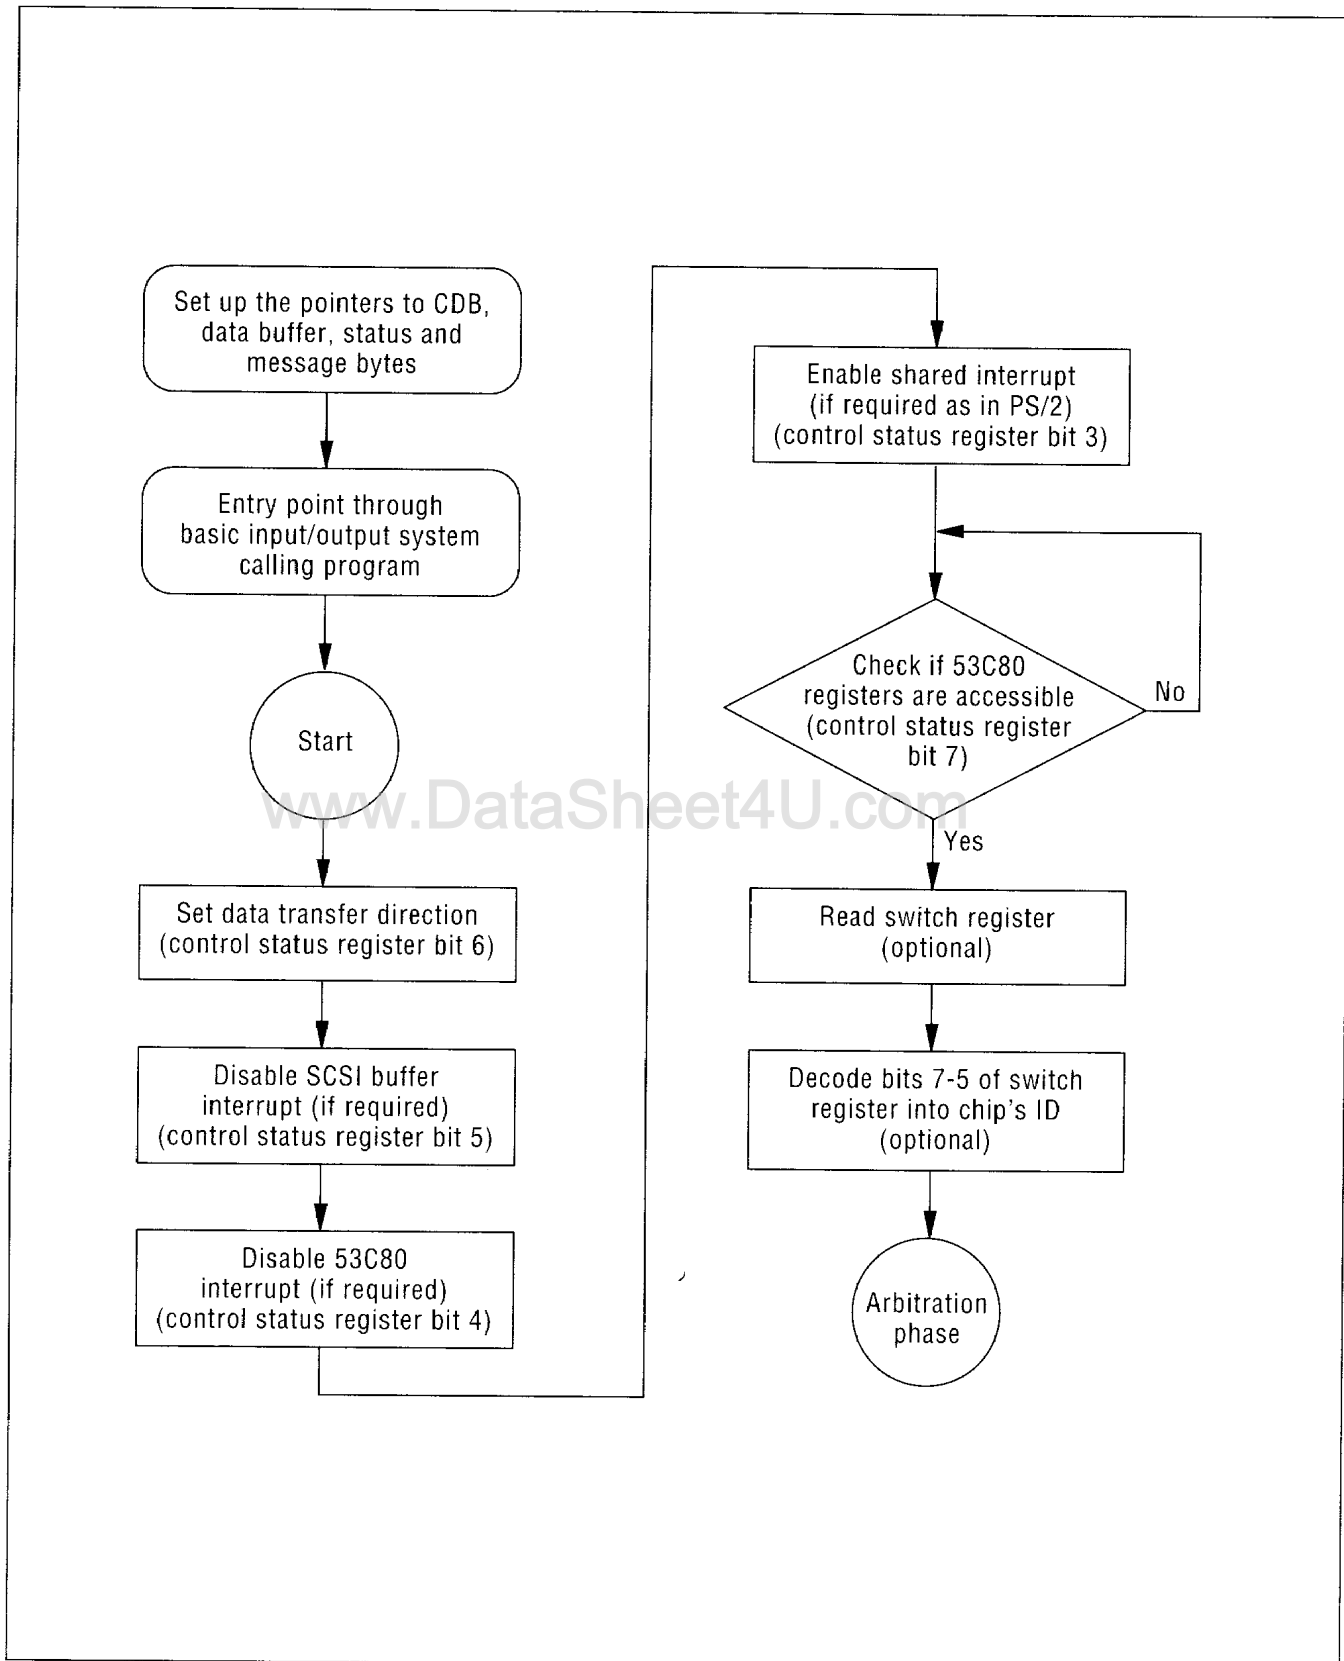 Set up the pointers to CDB,
data buffer, status and
message bytes
Entry point through
basic input/output system
calling program
Start
Set data transfer direction
(control status register bit 6)
Disable SCSI buffer
interrupt (if required)
(control status register bit 5)
Disable 53C80
interrupt (if required)
(control status register bit 4)
Enable shared interrupt
(if required as in PS/2)
(control status register bit 3)
Check if 53C80
registers are accessible
(control status register
bit 7)
No
Yes
Read switch register
(optional)
Decode bits 7-5 of switch
register into chip's ID
(optional)
Arbitration
phase
www.DataSheet4U.com